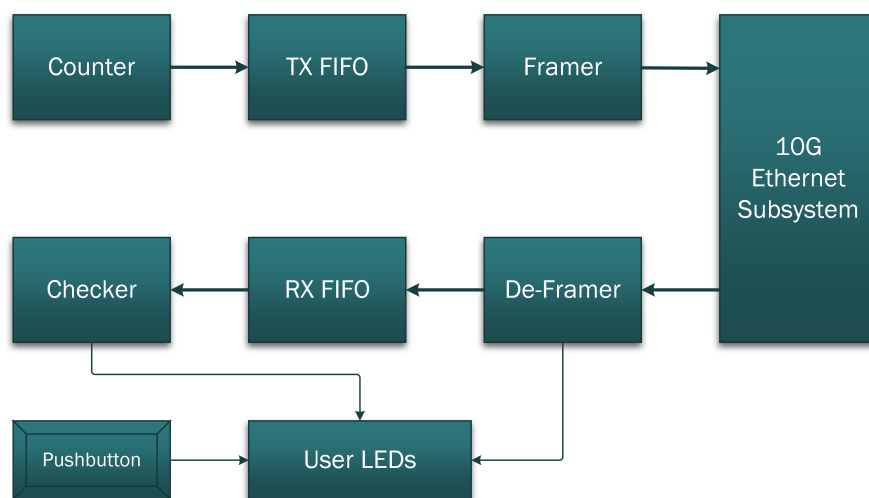 Counter
TX FIFO
Framer
10G
Ethernet
Subsystem
Checker
RX FIFO
De-Framer
Pushbutton
User LEDs